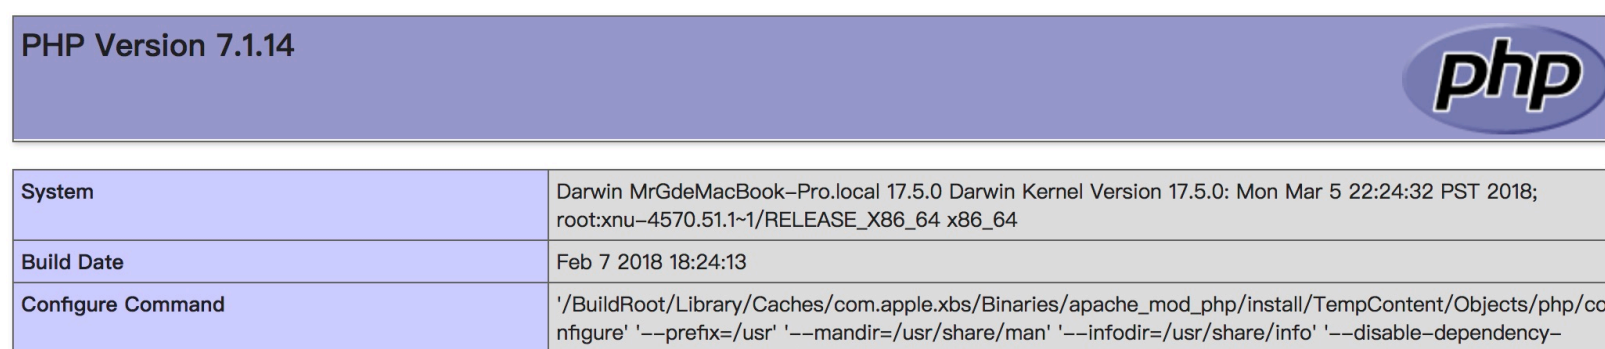 PHP Version 7.1.14
php
System
Darwin MrGdeMacBook-Pro.local 17.5.0 Darwin Kernel Version 17.5.0: Mon Mar 5 22:24:32 PST 2018;
root:xnu-4570.51.1~1/RELEASE_X86_64 x86_64
Build Date
Feb 7 2018 18:24:13
Configure Command
'/BuildRoot/Library/Caches/com.apple.xbs/Binaries/apache_mod_php/install/TempContent/Objects/php/co
nfigure' '--prefix=/usr' '--mandir=/usr/share/man' '--infodir=/usr/share/info' '--disable-dependency-